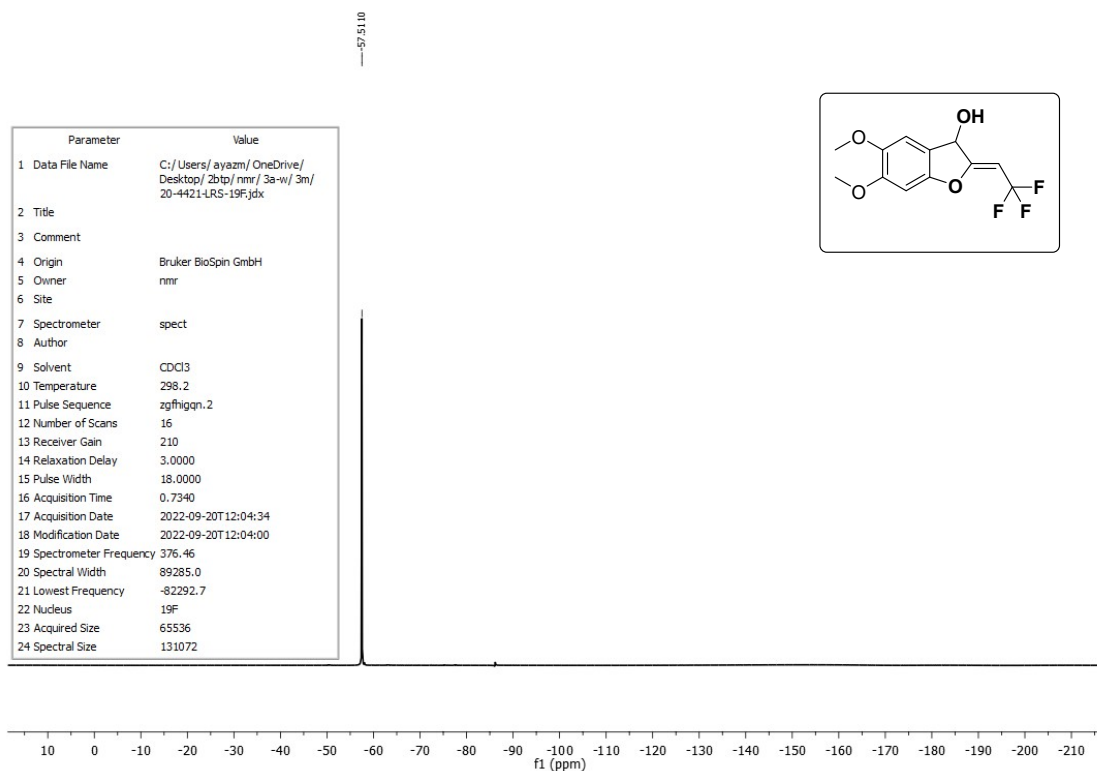 -57.5110
Parameter Value
1 Data File Name C:/Users/ayazm/OneDrive/
Desktop/2btp/nmr/3a-w/3m/
20-4421-LRS-19F.jdx
2 Title
3 Comment
4 Origin Bruker BioSpin GmbH
5 Owner nmr
6 Site
7 Spectrometer spect
8 Author
9 Solvent CDCl3
10 Temperature 298.2
11 Pulse Sequence zgfhigqn.2
12 Number of Scans 16
13 Receiver Gain 210
14 Relaxation Delay 3.0000
15 Pulse Width 18.0000
16 Acquisition Time 0.7340
17 Acquisition Date 2022-09-20T12:04:34
18 Modification Date 2022-09-20T12:04:00
19 Spectrometer Frequency 376.46
20 Spectral Width 89285.0
21 Lowest Frequency -82292.7
22 Nucleus 19F
23 Acquired Size 65536
24 Spectral Size 131072
OH
O
O
O
F
F
F
10 0 -10 -20 -30 -40 -50 -60 -70 -80 -90 -100 -110 -120 -130 -140 -150 -160 -170 -180 -190 -200 -210
f1 (ppm)